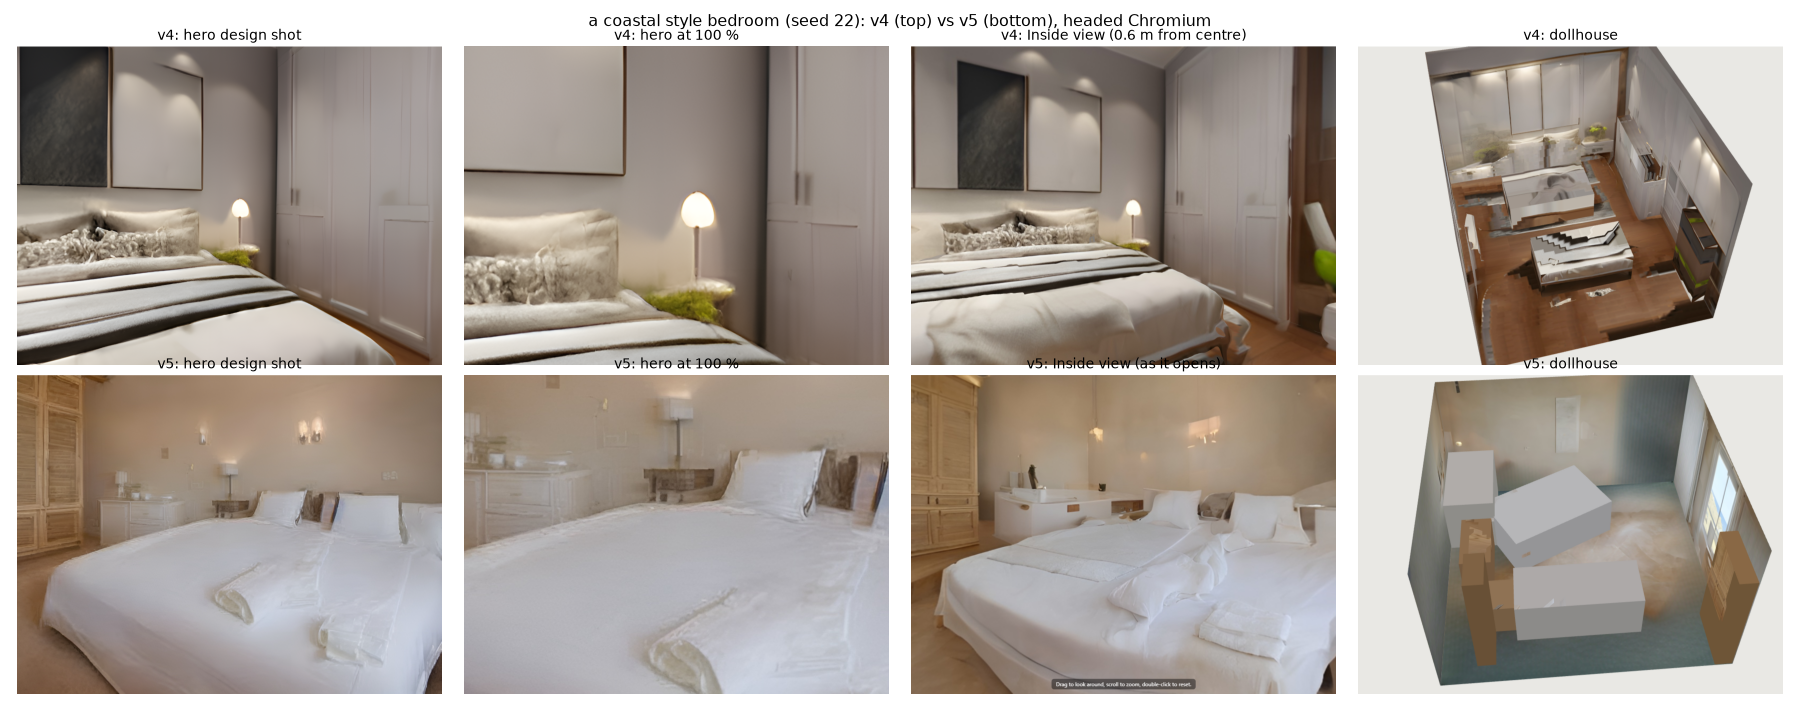 a coastal style bedroom (seed 22): v4 (top) vs v5 (bottom), headed Chromium
v4: hero design shot
v4: hero at 100 %
v4: Inside view (0.6 m from centre)
v4: dollhouse
v5: hero design shot
v5: hero at 100 %
v5: Inside view (as it opens)
v5: dollhouse
Drag to look around, scroll to zoom, double-click to reset.